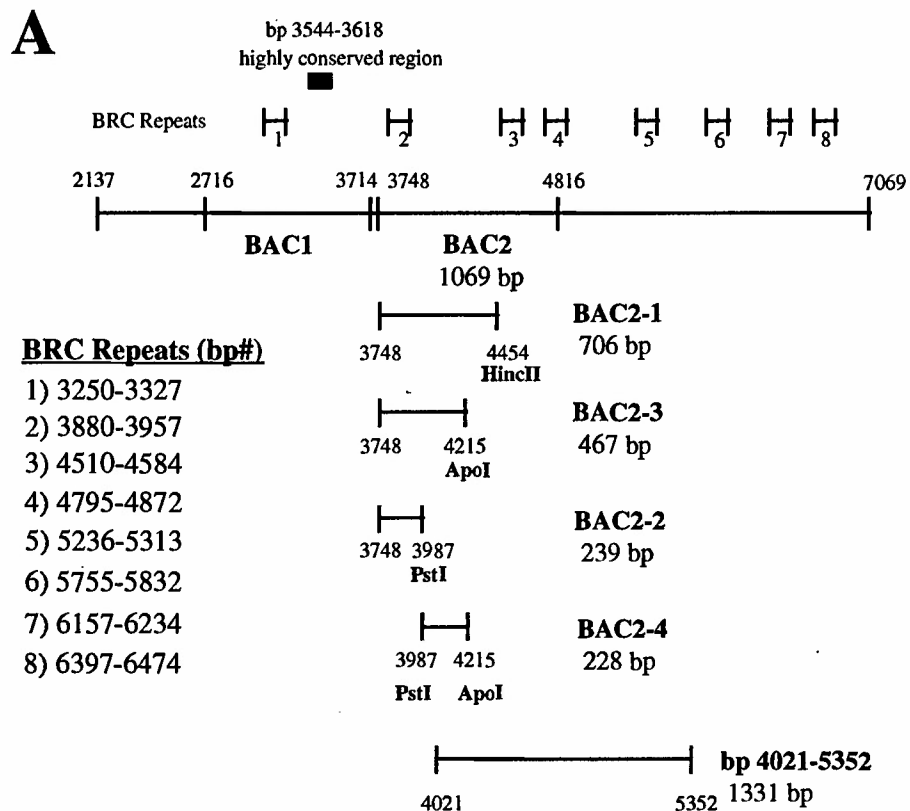 A
bp 3544-3618
highly conserved region
BRC Repeats
1 2 3 4 5 6 7 8
2137 2716 3714 3748 4816 7069
BAC1 BAC2
1069 bp
BAC2-1
706 bp
3748 4454
HincII
BRC Repeats (bp#)
1) 3250-3327
2) 3880-3957
3) 4510-4584
4) 4795-4872
5) 5236-5313
6) 5755-5832
7) 6157-6234
8) 6397-6474
BAC2-3
467 bp
3748 4215
ApoI
BAC2-2
239 bp
3748 3987
PstI
BAC2-4
228 bp
3987 4215
PstI ApoI
bp 4021-5352
1331 bp
4021 5352